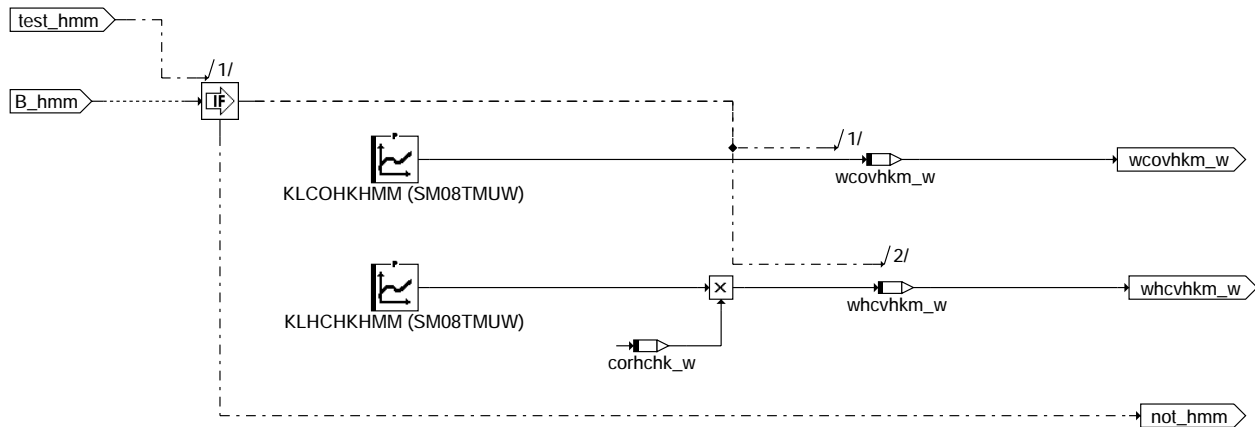 test_hmm
/1/
B_hmm
IF
P
/1/
wcovhkm_w
wcovhkm_w
KLCOHKHMM (SM08TMUW)
/2/
P
whcvhkm_w
whcvhkm_w
KLHCHKHMM (SM08TMUW)
corhchk_w
not_hmm